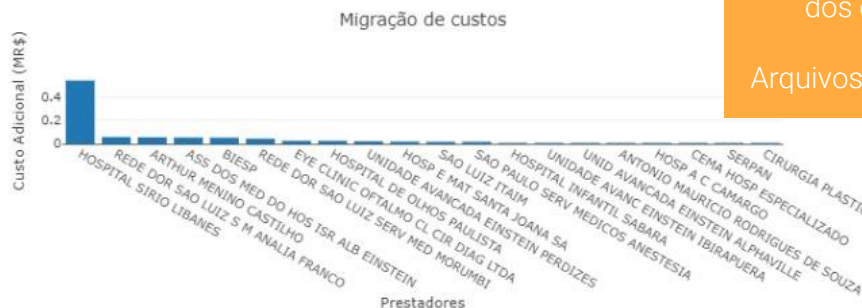 dos
Arquivos
Migração de custos
Custo Adicional (MR$)
0.4
0.2
0
HOSPITAL SIRIO LIBANES
REDE DOR SAO LUIZ S M ANALIA FRANCO
ARTHUR MENINO CASTILHO
ASS DOS MED DO HOS ISR ALB EINSTEIN
BIESP
REDE DOR SAO LUIZ SERV MED MORUMBI
EYE CLINIC OFTALMO CL CIR DIAG LTDA
HOSPITAL DE OLHOS PAULISTA
UNIDADE AVANCADA EINSTEIN PERDIZES
HOSP E MAT SANTA JOANA SA
SAO LUIZ ITAIM
SAO PAULO SERV MEDICOS ANESTESIA
HOSPITAL INFANTIL SABARA
UNIDADE AVANC EINSTEIN IBIRAPUERA
UNID AVANCADA EINSTEIN ALPHAVILLE
ANTONIO MAURICIO RODRIGUES DE SOUZA
HOSP A C CAMARGO
CEMA HOSP ESPECIALIZADO
SERPAN
CIRURGIA
Prestadores